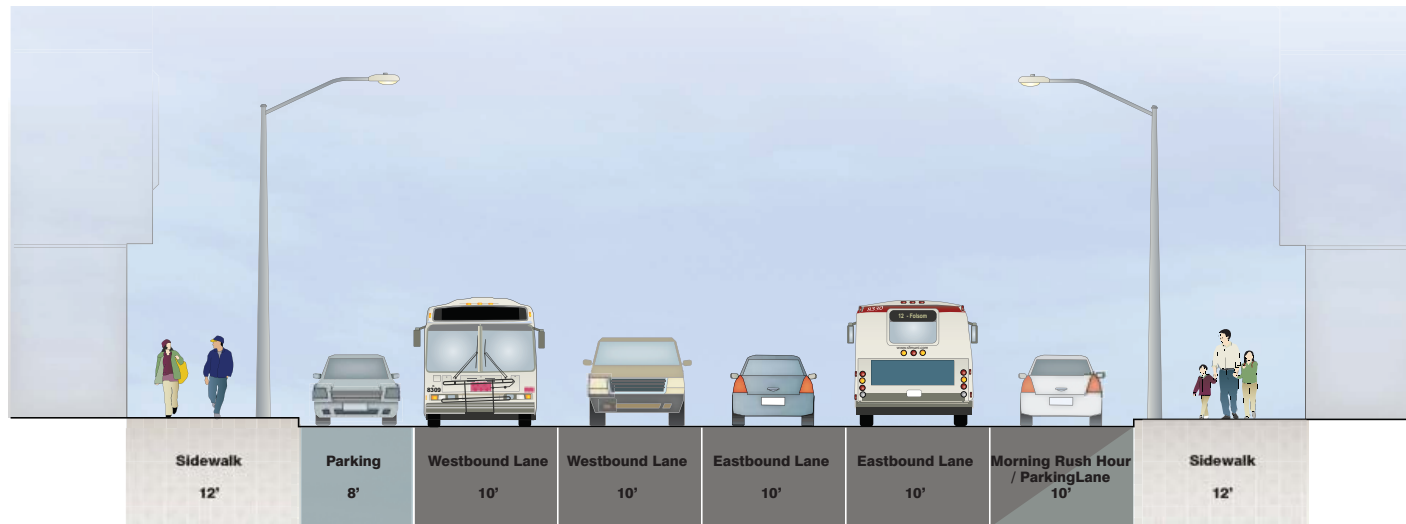 12 - Folsom
8309
Sidewalk
12'
Parking
8'
Westbound Lane
10'
Westbound Lane
10'
Eastbound Lane
10'
Eastbound Lane
10'
Morning Rush Hour
/ ParkingLane
10'
Sidewalk
12'